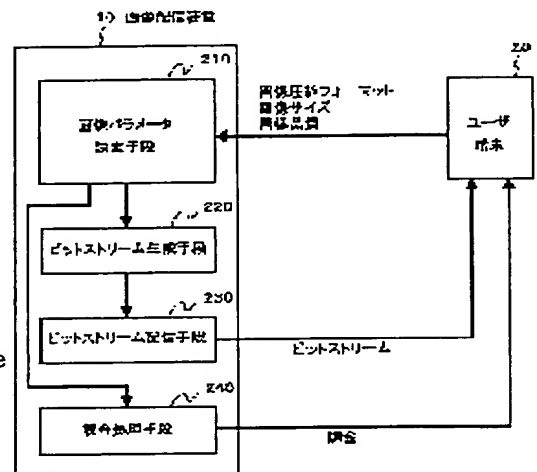 10 画像配信装置
210
画像パラメータ
設定手段
画像圧縮フォーマット
画像サイズ
画像品質
20
ユーザ
端末
220
ビットストリーム生成手段
230
ビットストリーム配信手段
ビットストリーム
e
240
手段
課金